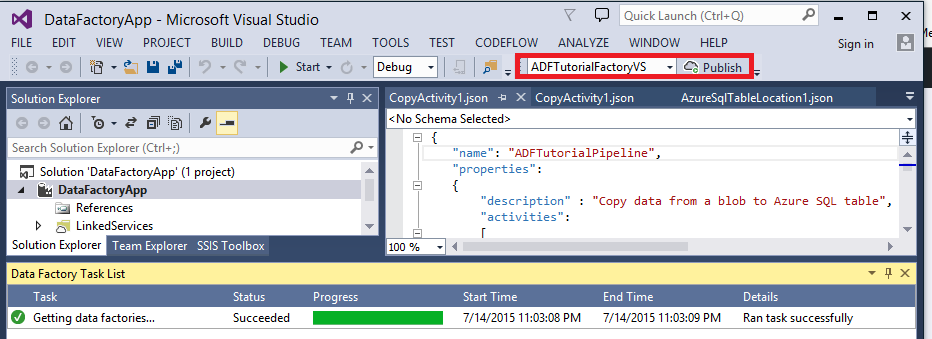 DataFactoryApp - Microsoft Visual Studio
Quick Launch (Ctrl+Q)
FILE EDIT VIEW PROJECT BUILD DEBUG TEAM TOOLS TEST CODEFLOW ANALYZE WINDOW HELP
Sign in
Start Debug ADFTutorialFactoryVS Publish
Solution Explorer
Search Solution Explorer (Ctrl+;)
Solution 'DataFactoryApp' (1 project)
DataFactoryApp
References
LinkedServices
Solution Explorer Team Explorer SSIS Toolbox
CopyActivity1.json CopyActivity1.json AzureSqlTableLocation1.json
<No Schema Selected>
{
"name": "ADFTutorialPipeline",
"properties":
{
"description" : "Copy data from a blob to Azure SQL table",
"activities":
[
100 %
Data Factory Task List
Task Status Progress Start Time End Time Details
Getting data factories... Succeeded 7/14/2015 11:03:08 PM 7/14/2015 11:03:09 PM Ran task successfully